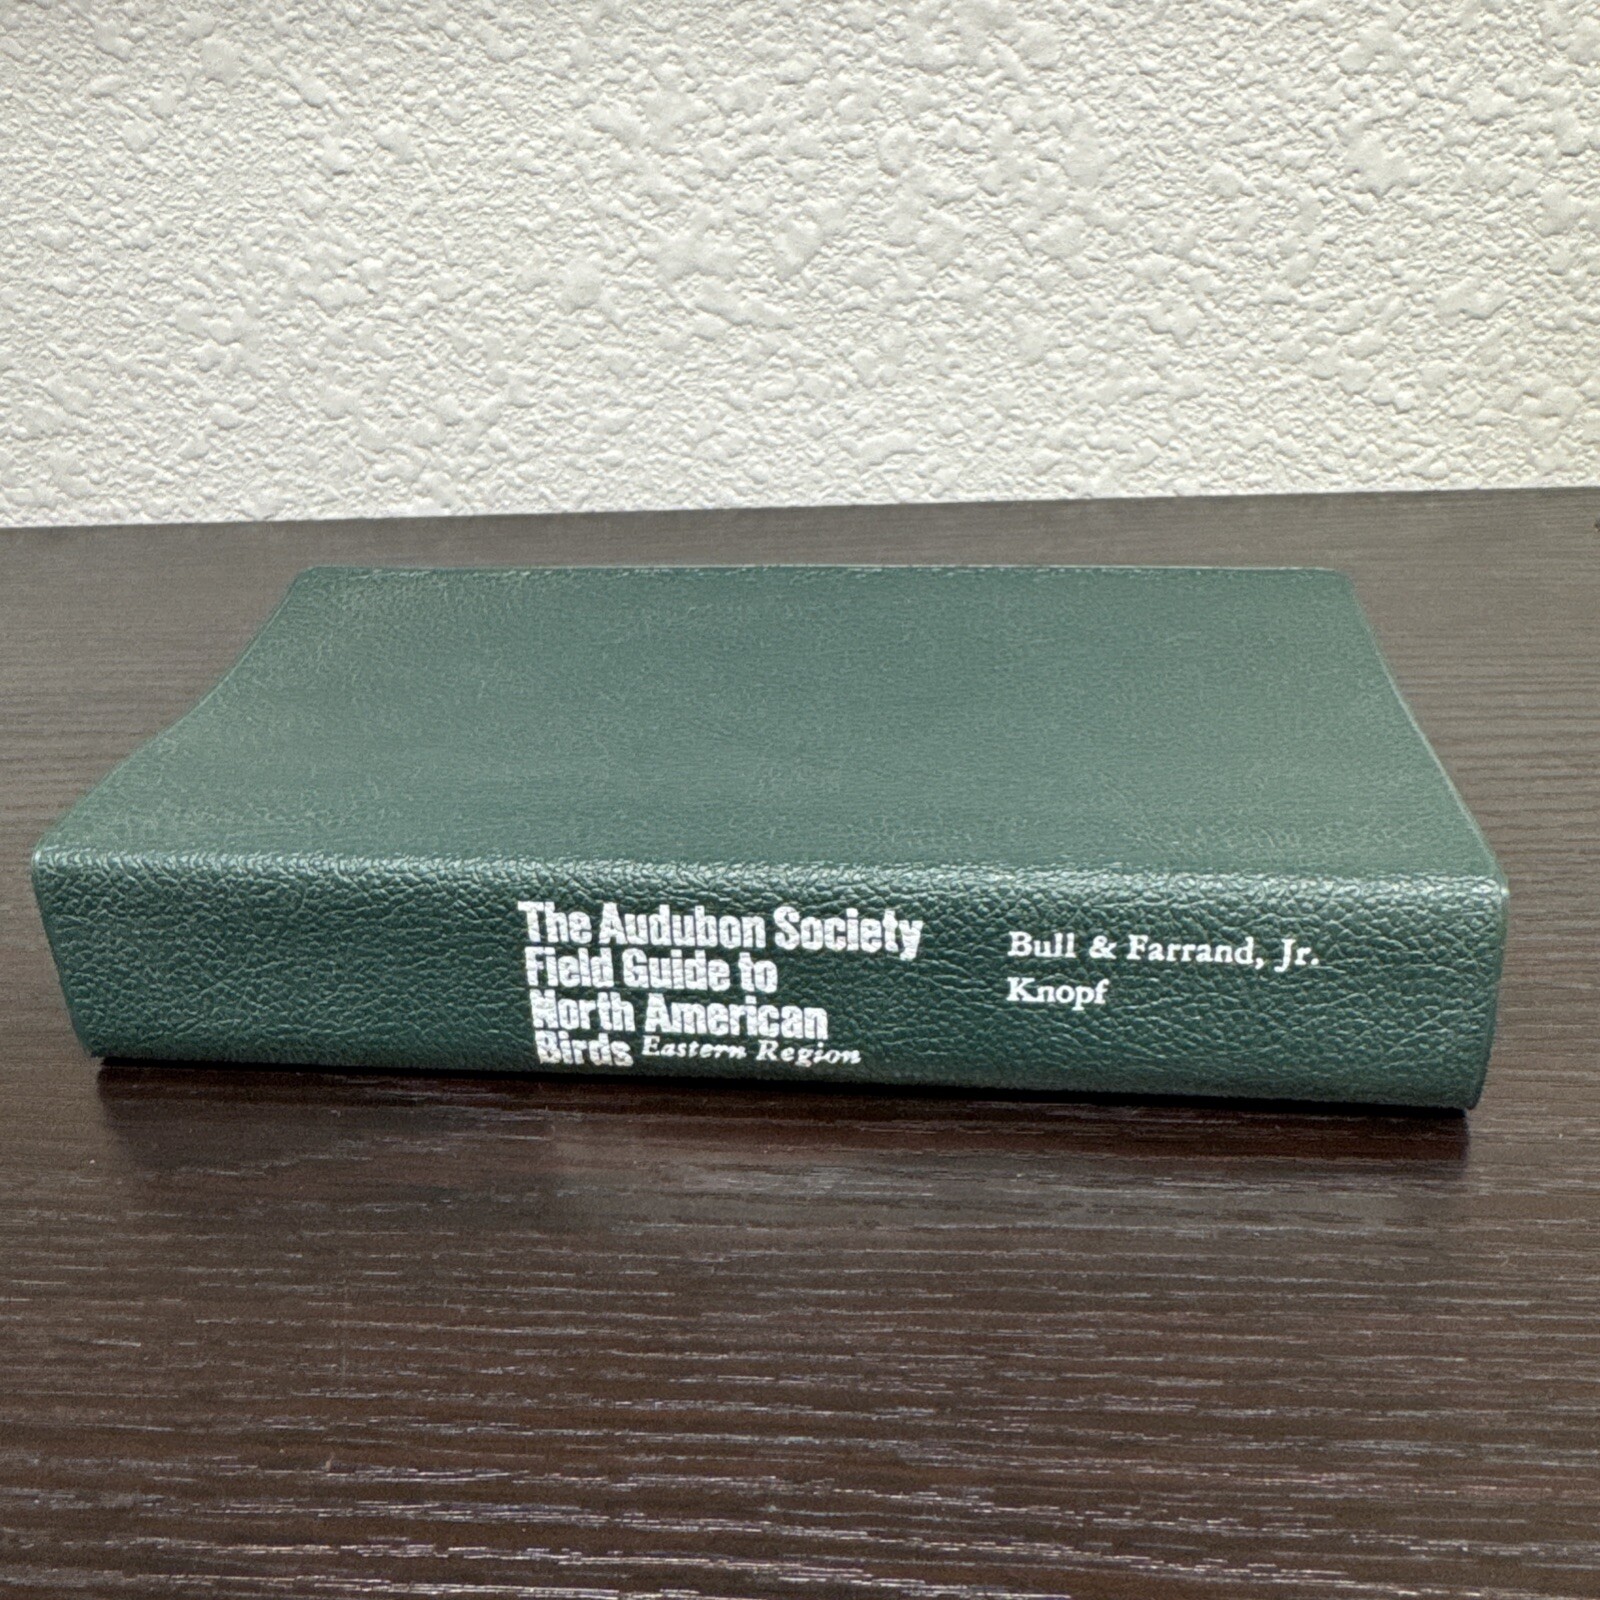 The Audubon Society
Field Guide to
North American
Birds Eastern Region
Bull & Farrand, Jr.
Knopf